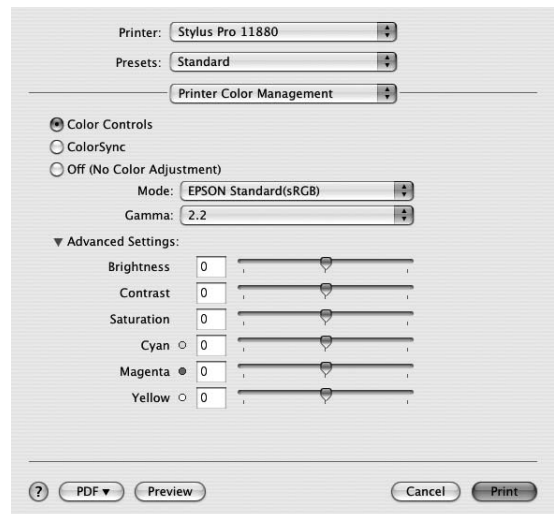 Printer: Stylus Pro 11880
Presets: Standard
Printer Color Management
Color Controls
ColorSync
Off (No Color Adjustment)
Mode: EPSON Standard(sRGB)
Gamma: 2.2
Advanced Settings:
Brightness 0
Contrast 0
Saturation 0
Cyan 0
Magenta 0
Yellow 0
? PDF Preview Cancel Print